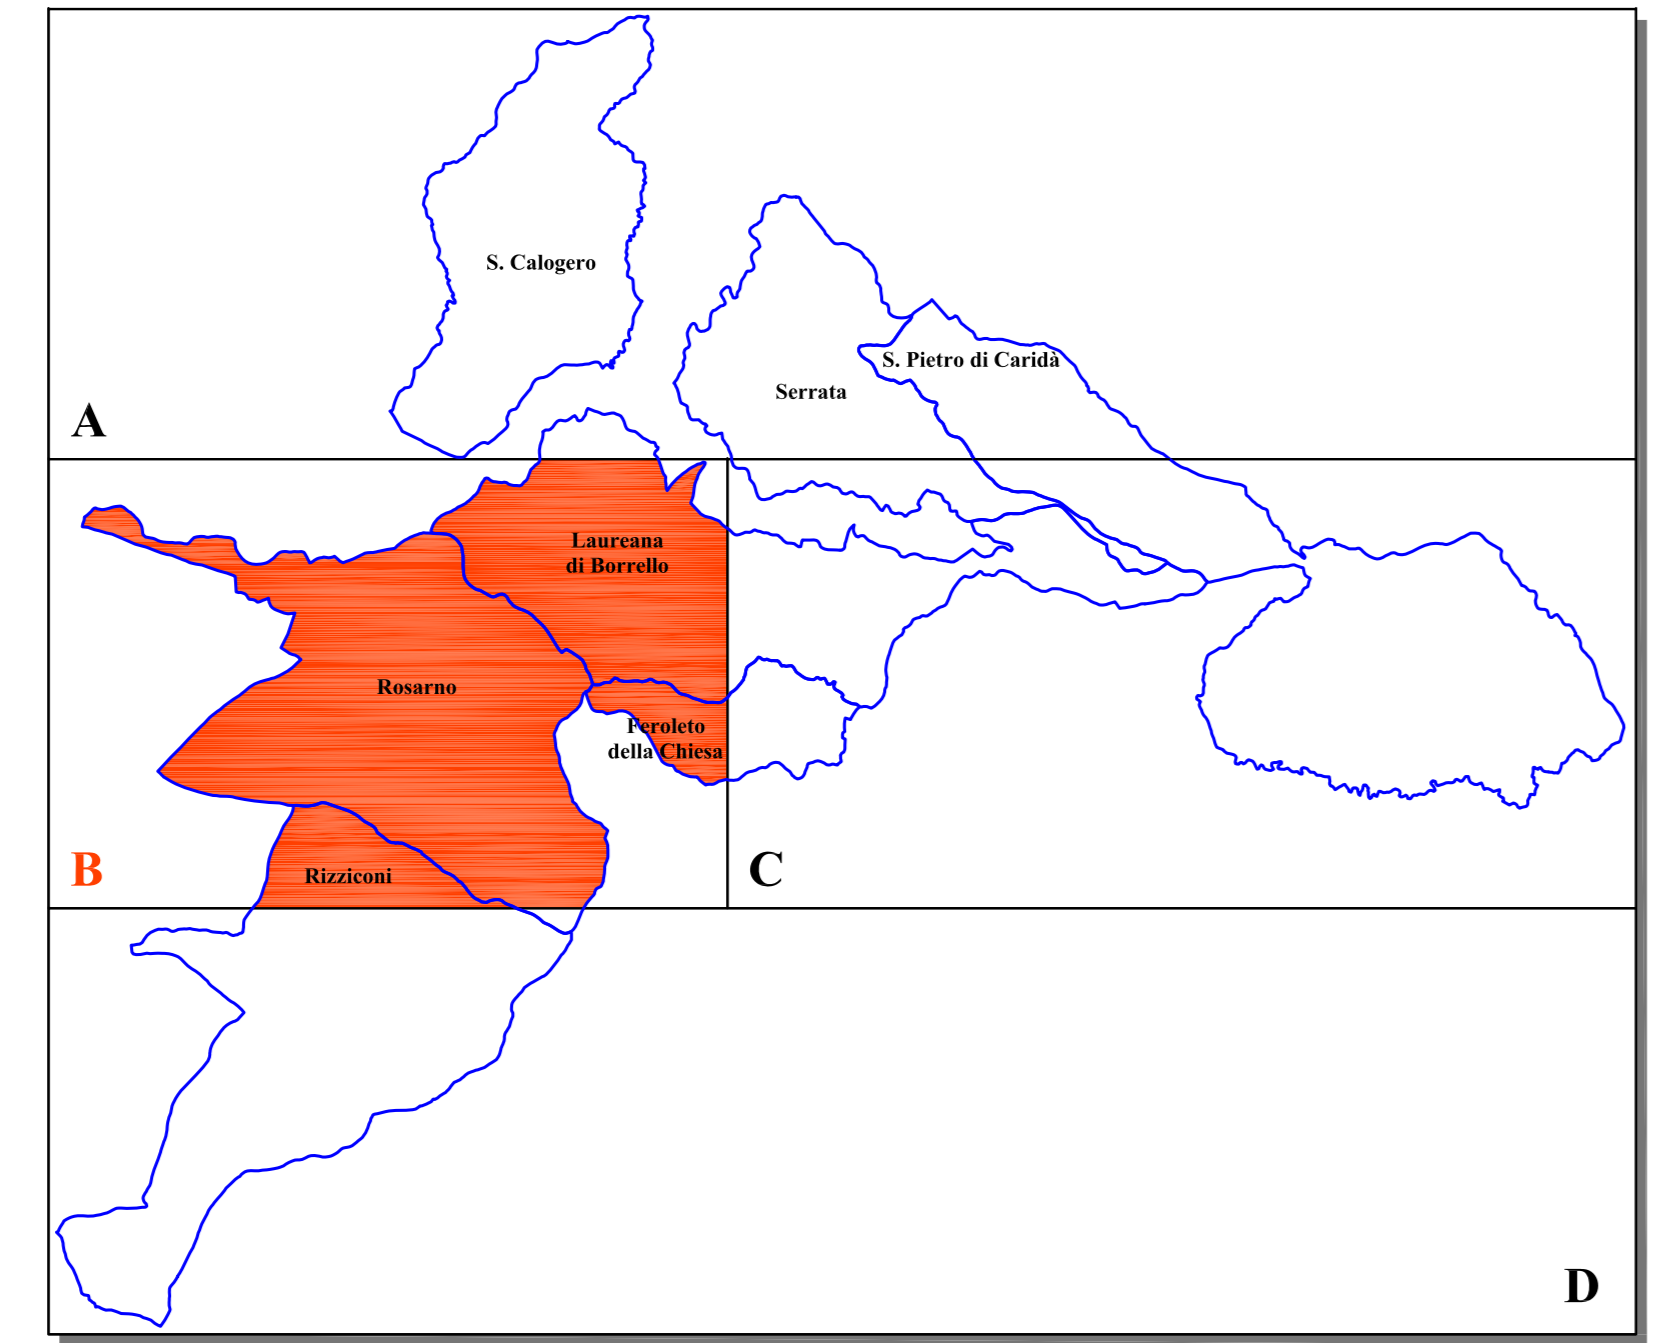 S. Calogero
S. Pietro di Caridà
Serrata
A
Laureana
di Borrello
Rosarno
Feroleto
della Chiesa
B
Rizziconi
C
D